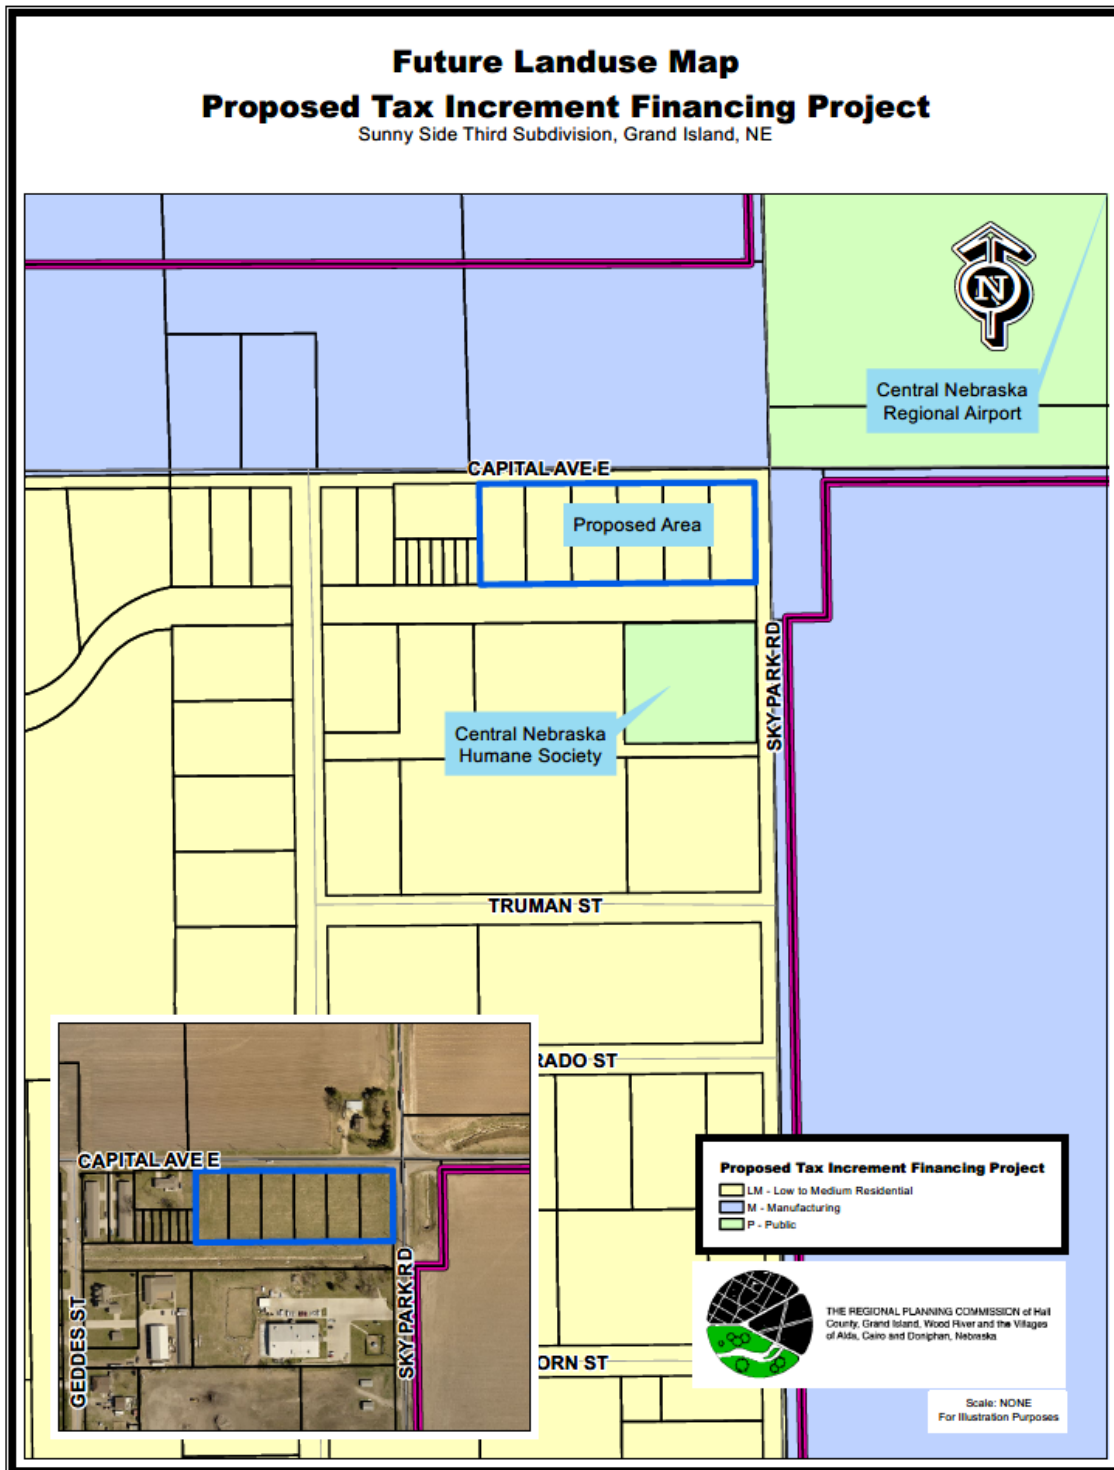 Future Landuse Map
Proposed Tax Increment Financing Project
Sunny Side Third Subdivision, Grand Island, NE
N
Central Nebraska
Regional Airport
CAPITAL AVE E
Proposed Area
SKY PARK RD
Central Nebraska
Humane Society
TRUMAN ST
RADO ST
CAPITAL AVE E
GEDDES ST
SKY PARK RD
ORN ST
Proposed Tax Increment Financing Project
LM - Low to Medium Residential
M - Manufacturing
P - Public
THE REGIONAL PLANNING COMMISSION of Hall
County, Grand Island, Wood River and the Villages
of Alda, Cairo and Doniphan, Nebraska
Scale: NONE
For Illustration Purposes